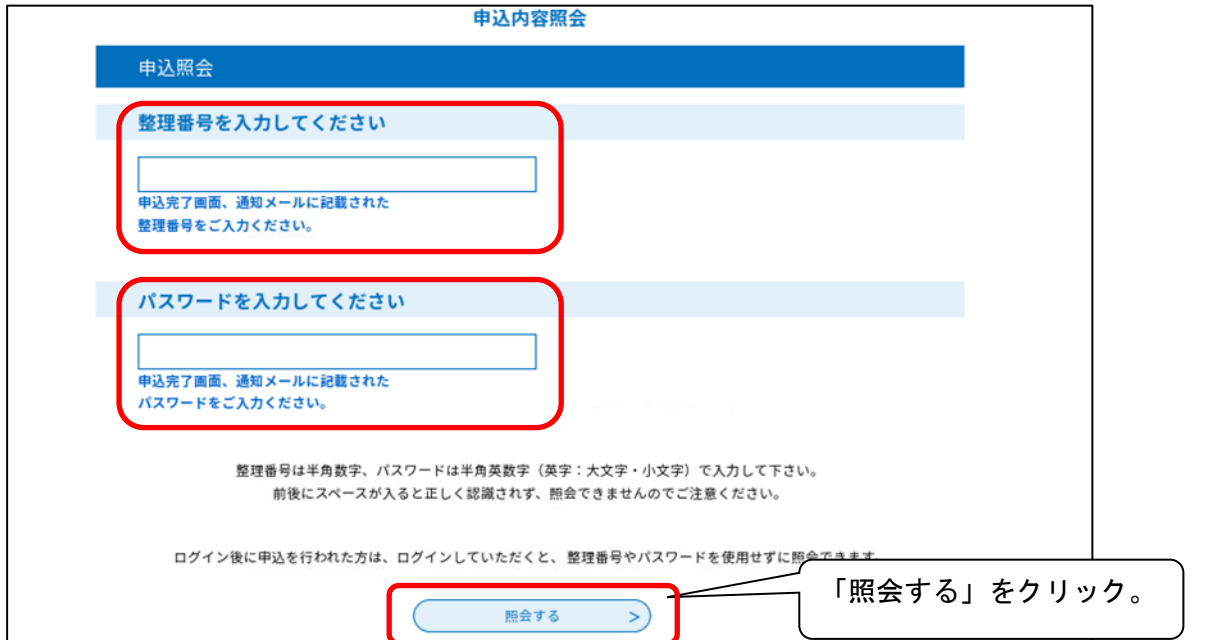 申込内容照会
申込照会
整理番号を入力してください
申込完了画面、通知メールに記載された
整理番号をご入力ください。
パスワードを入力してください
申込完了画面、通知メールに記載された
パスワードをご入力ください。
整理番号は半角数字、パスワードは半角英数字（英字：大文字・小文字）で入力して下さい。
前後にスペースが入ると正しく認識されず、照会できませんのでご注意ください。
ログイン後に申込を行われた方は、ログインしていただくと、整理番号やパスワードを使用せずに照会できます。
「照会する」をクリック。
照会する >